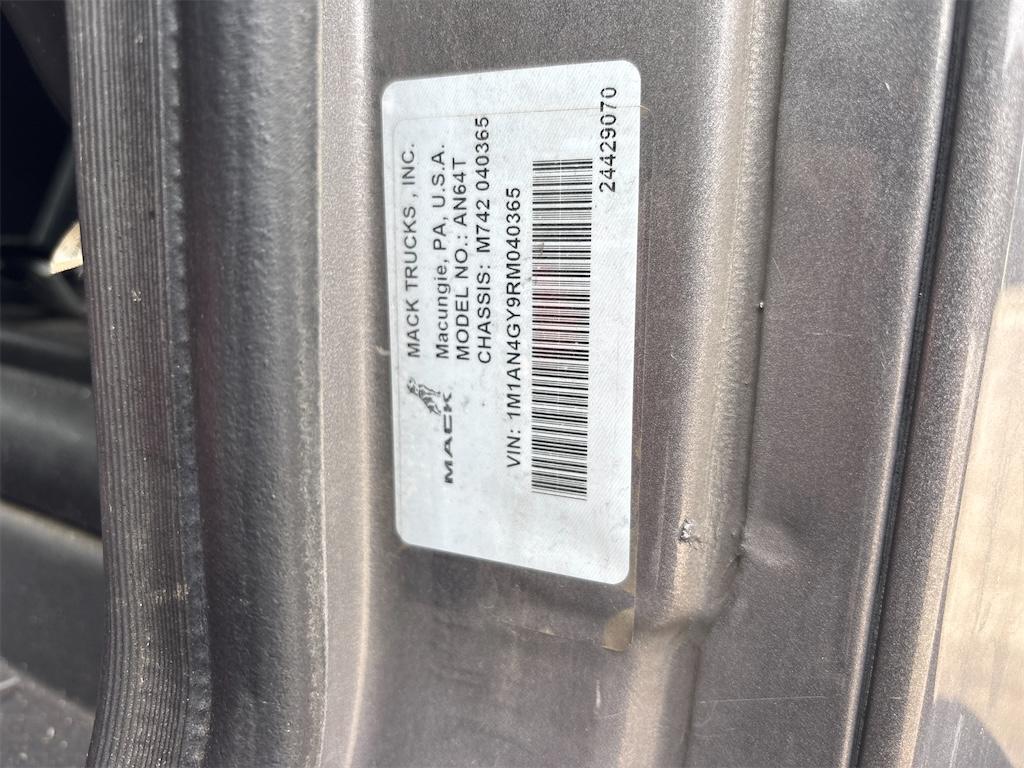 MACK TRUCKS , INC.
Macungie, PA, U.S.A.
MODEL NO.: AN64T
CHASSIS: M742 040365
MACK
VIN: 1M1AN4GY9RM040365
24429070